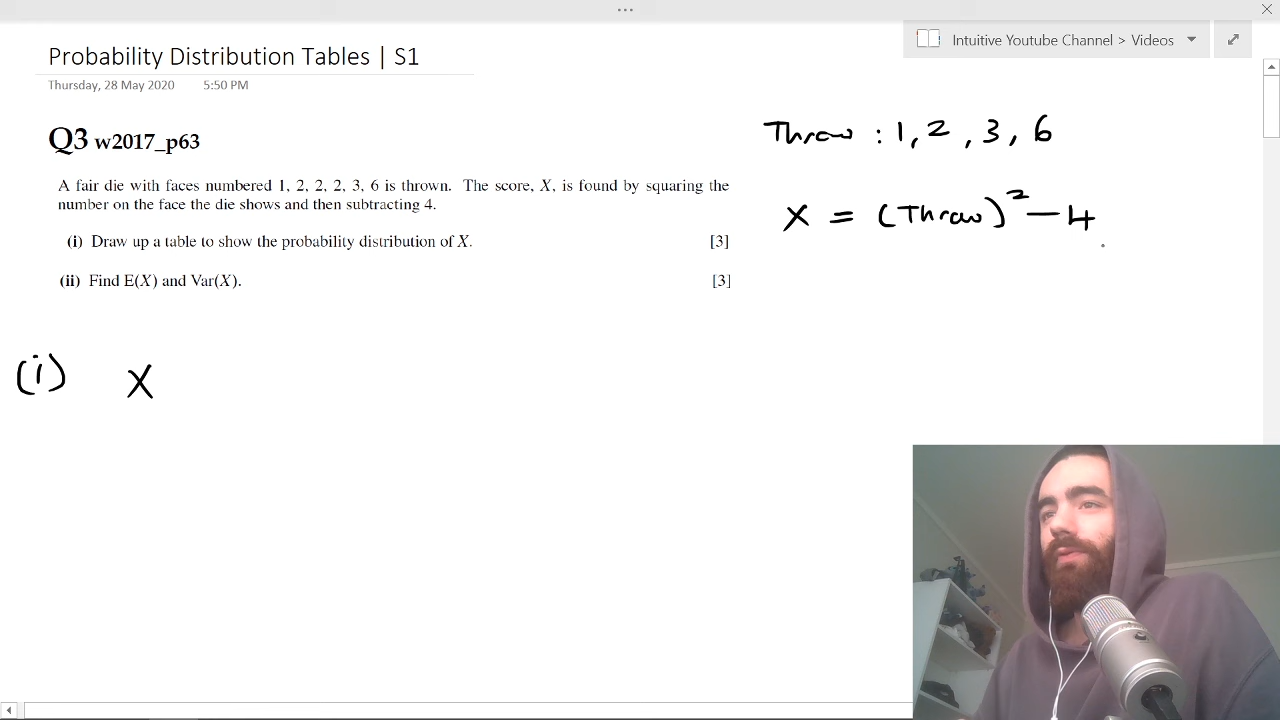 Probability Distribution Tables | S1
Thursday, 28 May 2020 5:50 PM
Intuitive Youtube Channel > Videos
Q3 w2017_p63
A fair die with faces numbered 1, 2, 2, 2, 3, 6 is thrown. The score, X, is found by squaring the
number on the face the die shows and then subtracting 4.
(i) Draw up a table to show the probability distribution of X. [3]
(ii) Find E(X) and Var(X). [3]
Throw : 1, 2, 3, 6
X = (Throw)² — 4
(i) X